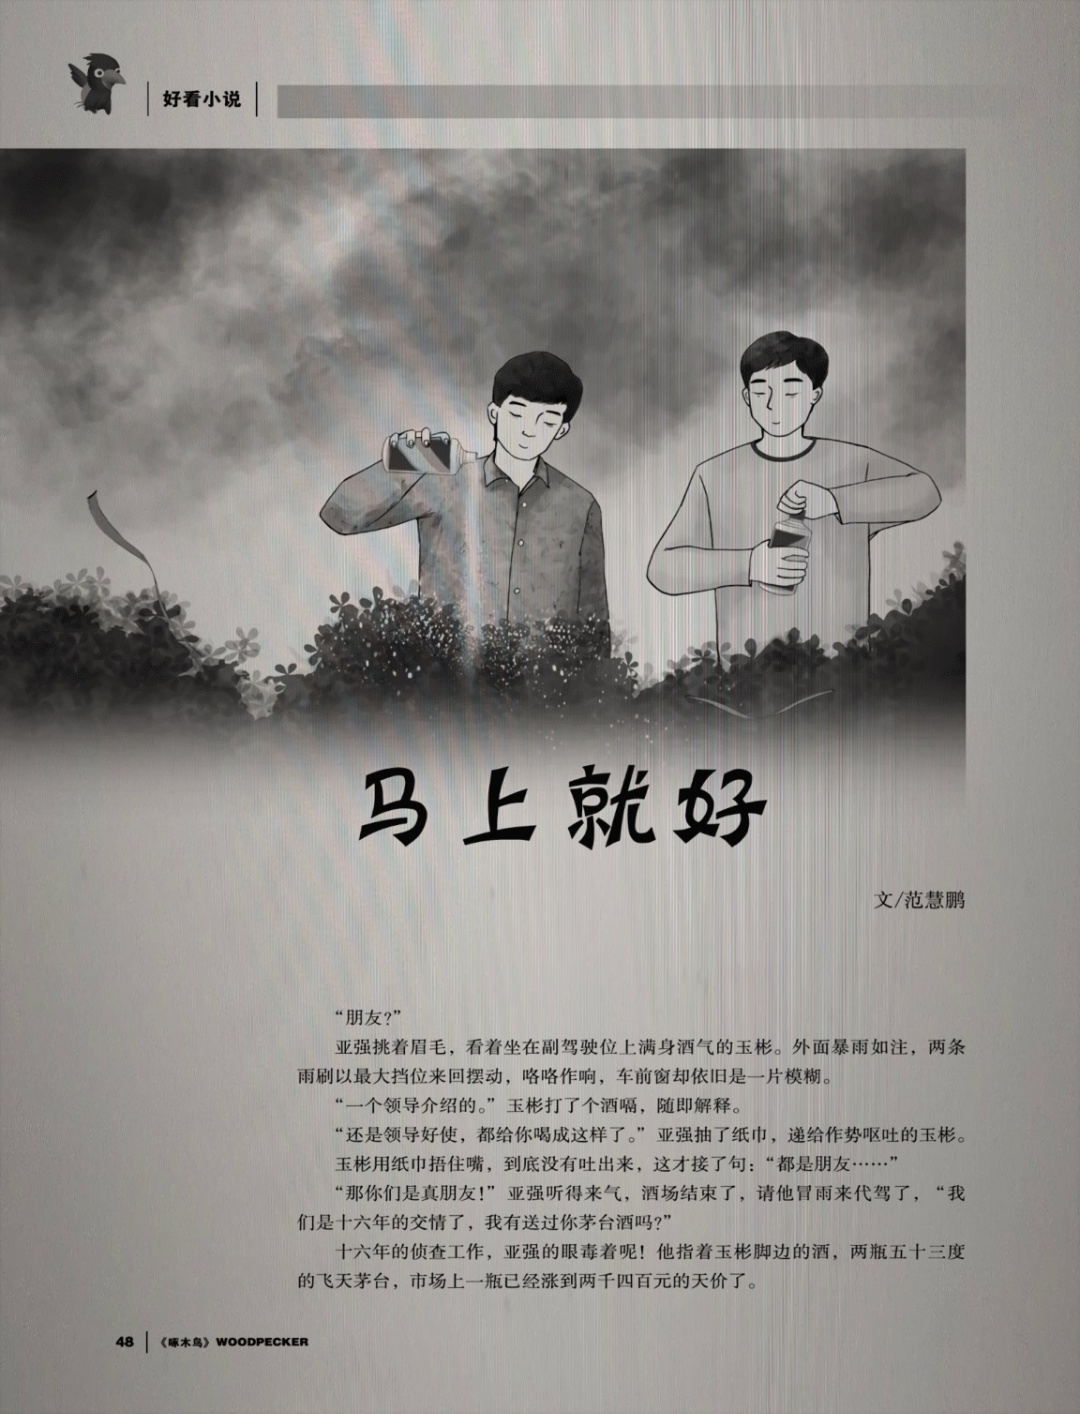 好看小说
马上就好
文/范慧鹏
“朋友？”
亚强挑着眉毛，看着坐在副驾驶位上满身酒气的玉彬。外面暴雨如注，两条
雨刷以最大挡位来回摆动，咯咯作响，车前窗却依旧是一片模糊。
“一个领导介绍的。”玉彬打了个酒嗝，随即解释。
“还是领导好使，都给你喝成这样了。”亚强抽了纸巾，递给作势呕吐的玉彬。
玉彬用纸巾捂住嘴，到底没有吐出来，这才接了句：“都是朋友……”
“那你们是真朋友！”亚强听得来气，酒场结束了，请他冒雨来代驾了，“我
们是十六年的交情了，我有送过你茅台酒吗？”
十六年的侦查工作，亚强的眼毒着呢！他指着玉彬脚边的酒，两瓶五十三度
的飞天茅台，市场上一瓶已经涨到两千四百元的天价了。
48 《啄木鸟》WOODPECKER